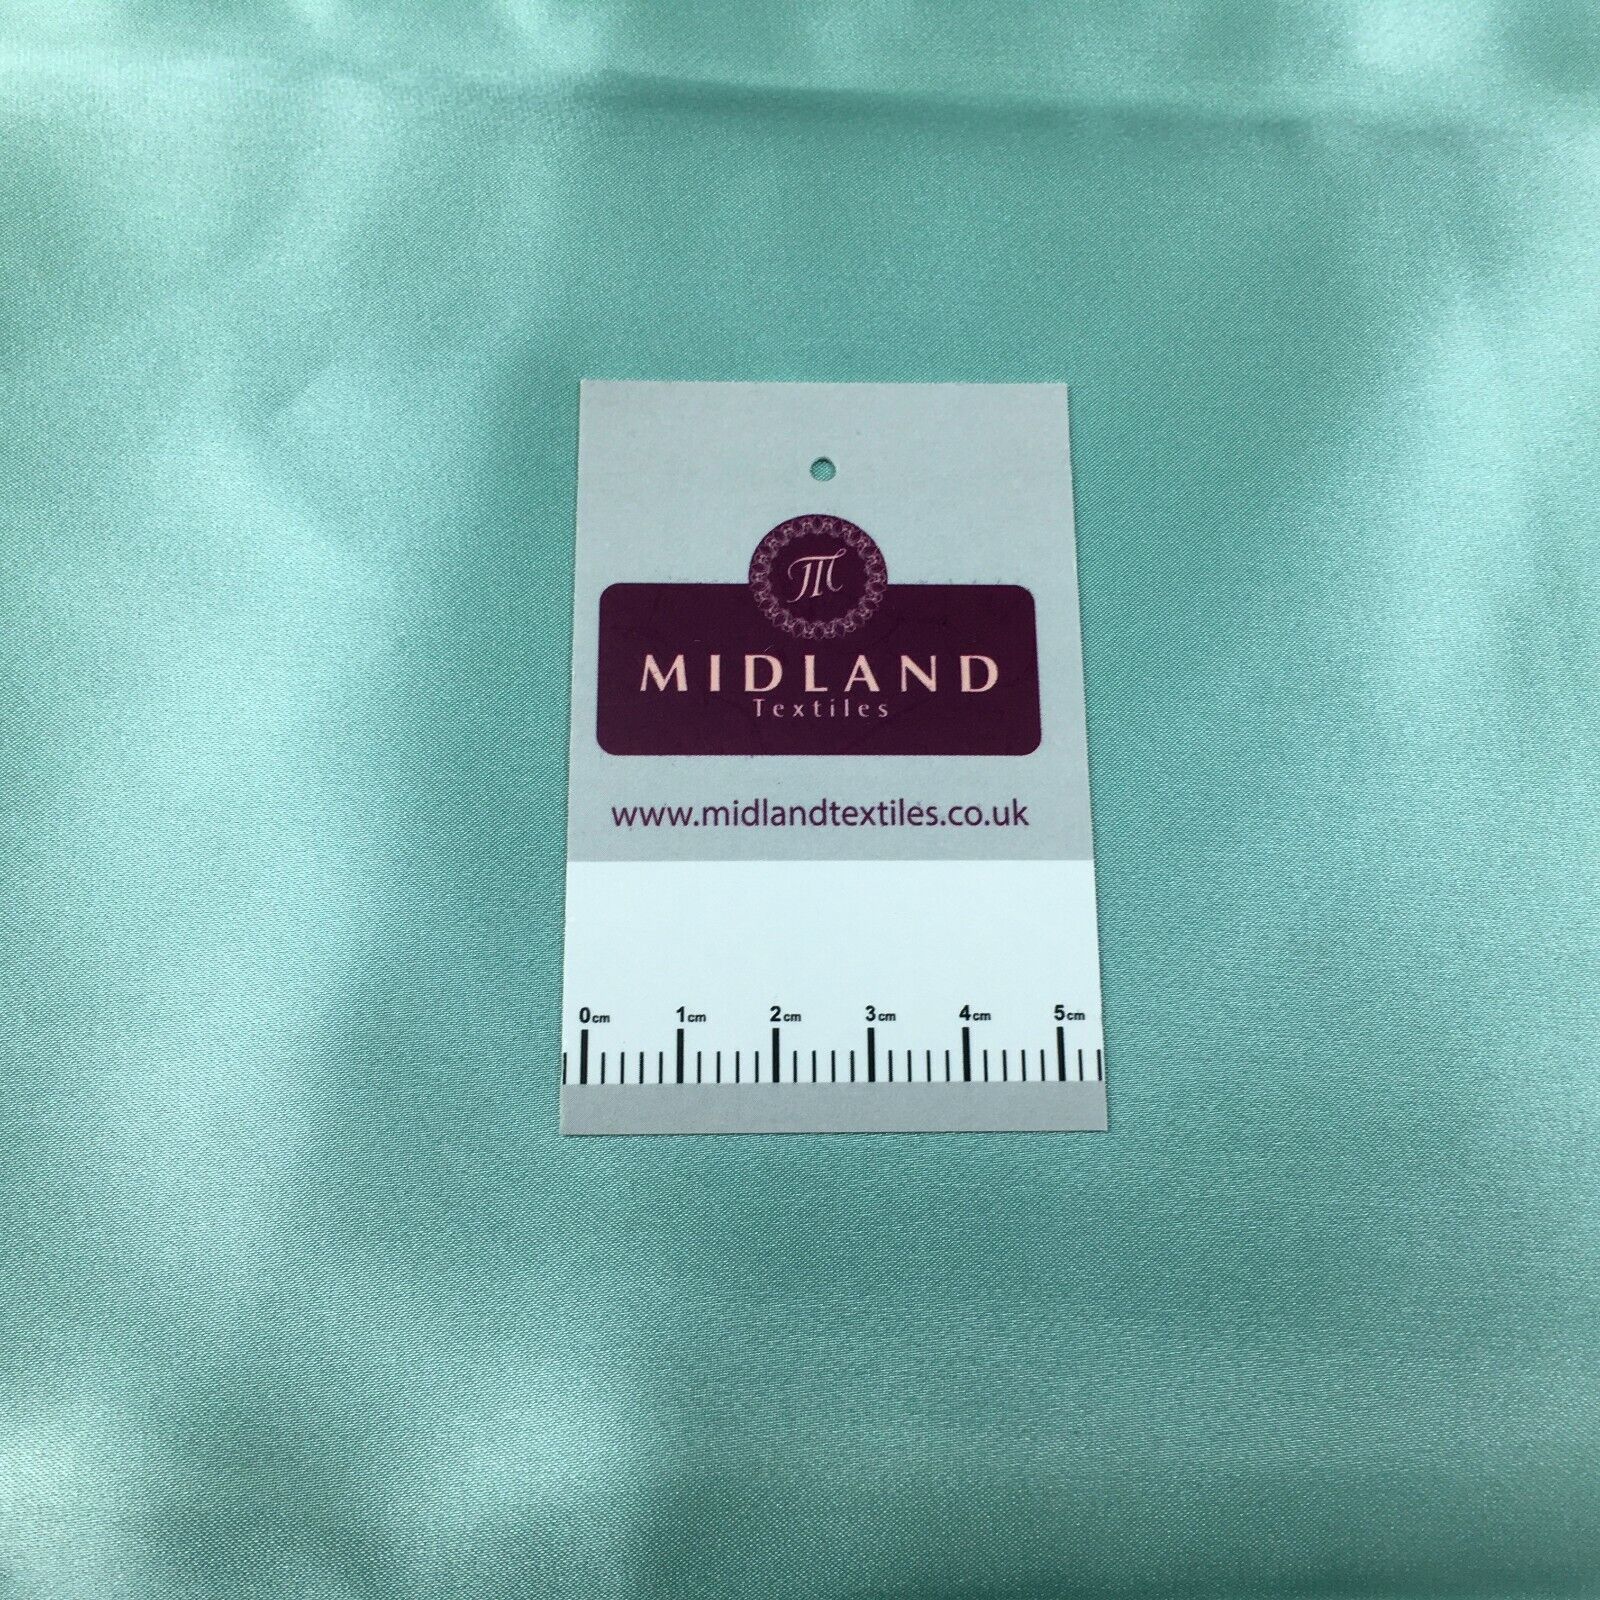 M
MIDLAND
Textiles
www.midlandtextiles.co.uk
0cm 1cm 2cm 3cm 4cm 5cm